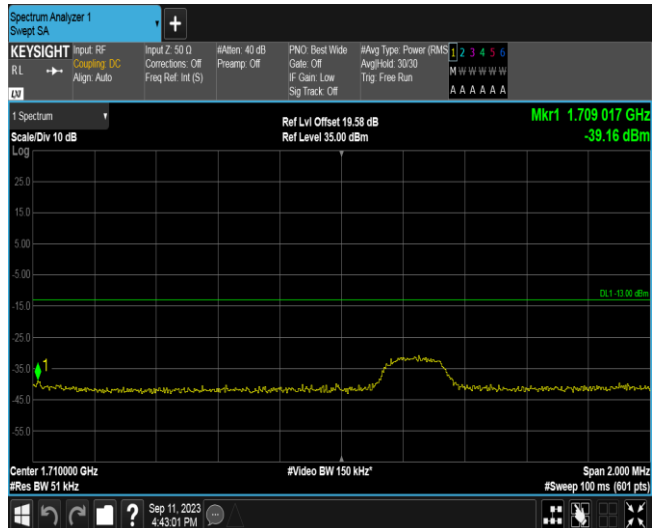 Spectrum Analyzer 1
Swept SA
+
KEYSIGHT
RL
LXI
Input: RF
Coupling: DC
Align: Auto
Input Z: 50 Ω
Corrections: Off
Freq Ref: Int (S)
#Atten: 40 dB
Preamp: Off
PNO: Best Wide
Gate: Off
IF Gain: Low
Sig Track: Off
#Avg Type: Power (RMS
Avg|Hold: 30/30
Trig: Free Run
1 2 3 4 5 6
M W W W W W
A A A A A A
1 Spectrum
Scale/Div 10 dB
Log
Ref Lvl Offset 19.58 dB
Ref Level 35.00 dBm
Mkr1 1.709 017 GHz
-39.16 dBm
25.0
15.0
5.00
-5.00
DL1 -13.00 dBm
-15.0
-25.0
-35.0
1
-45.0
-55.0
Center 1.710000 GHz
#Res BW 51 kHz
#Video BW 150 kHz*
Span 2.000 MHz
#Sweep 100 ms (601 pts)
?
Sep 11, 2023
4:43:01 PM